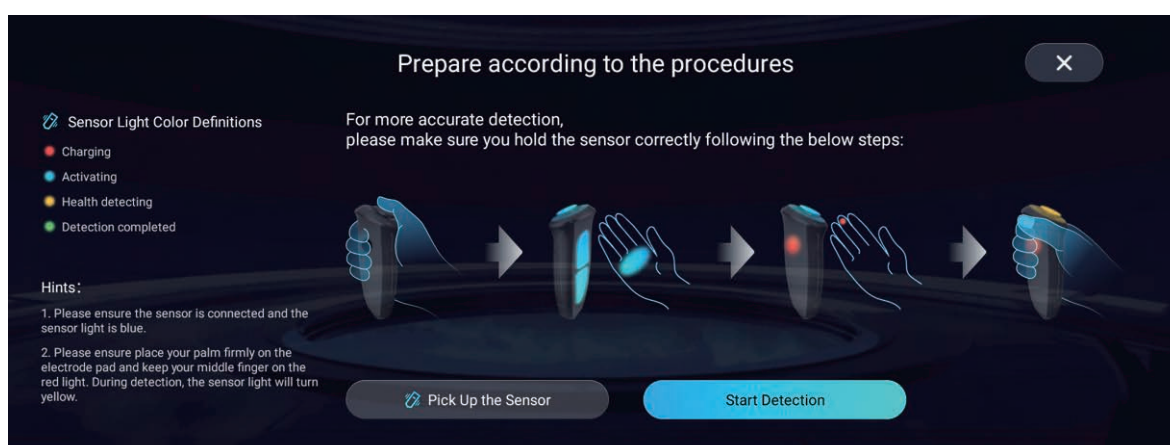 Prepare according to the procedures
Sensor Light Color Definitions
Charging
Activating
Health detecting
Detection completed
Hints:
1. Please ensure the sensor is connected and the
sensor light is blue.
2. Please ensure place your palm firmly on the
electrode pad and keep your middle finger on the
red light. During detection, the sensor light will turn
yellow.
For more accurate detection,
please make sure you hold the sensor correctly following the below steps:
Pick Up the Sensor
Start Detection